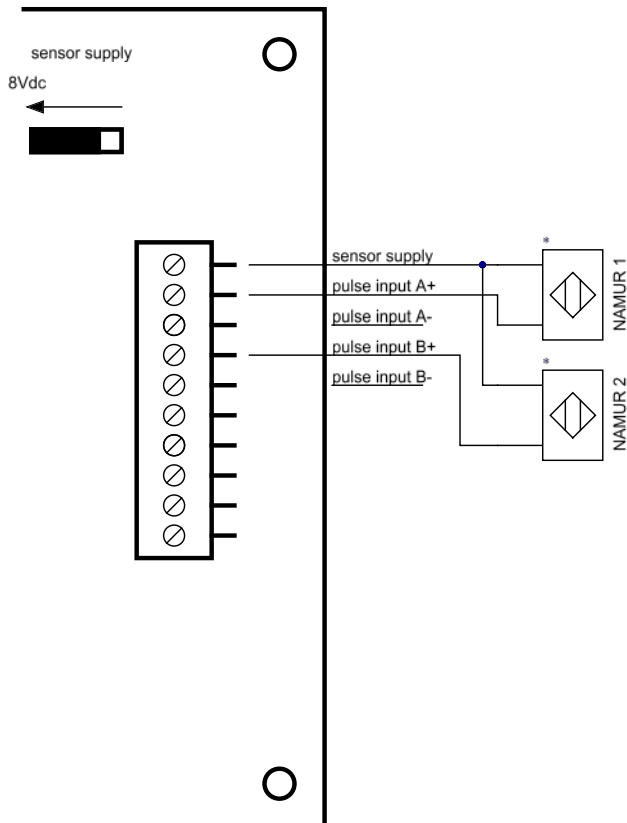 sensor supply
8Vdc
sensor supply
pulse input A+
pulse input A-
pulse input B+
pulse input B-
*
NAMUR 1
*
NAMUR 2